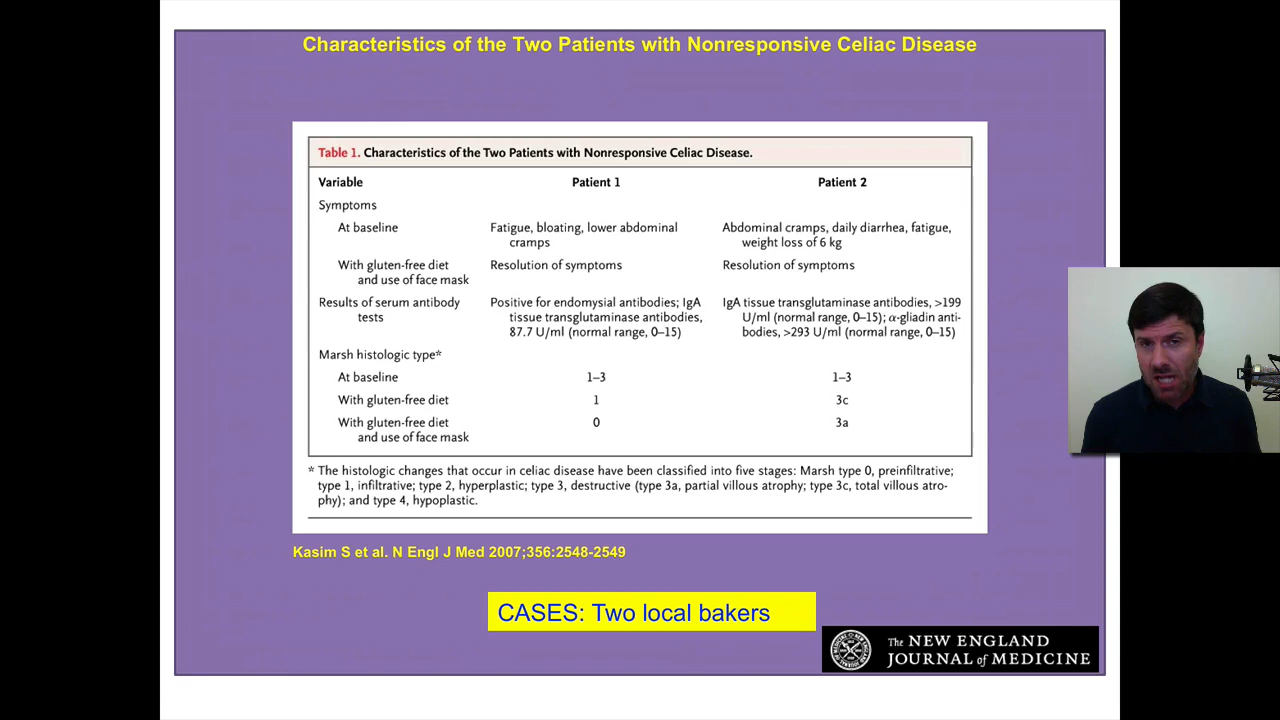 Characteristics of the Two Patients with Nonresponsive Celiac Disease
Table 1. Characteristics of the Two Patients with Nonresponsive Celiac Disease.
Variable Patient 1 Patient 2
Symptoms
At baseline Fatigue, bloating, lower abdominal Abdominal cramps, daily diarrhea, fatigue,
cramps weight loss of 6 kg
With gluten-free diet Resolution of symptoms Resolution of symptoms
and use of face mask
Results of serum antibody Positive for endomysial antibodies; IgA IgA tissue transglutaminase antibodies, >199
tests tissue transglutaminase antibodies, U/ml (normal range, 0–15); α-gliadin anti-
87.7 U/ml (normal range, 0–15) bodies, >293 U/ml (normal range, 0–15)
Marsh histologic type*
At baseline 1–3 1–3
With gluten-free diet 1 3c
With gluten-free diet 0 3a
and use of face mask
* The histologic changes that occur in celiac disease have been classified into five stages: Marsh type 0, preinfiltrative;
type 1, infiltrative; type 2, hyperplastic; type 3, destructive (type 3a, partial villous atrophy; type 3c, total villous atro-
phy); and type 4, hypoplastic.
Kasim S et al. N Engl J Med 2007;356:2548-2549
CASES: Two local bakers
The NEW ENGLAND
JOURNAL of MEDICINE